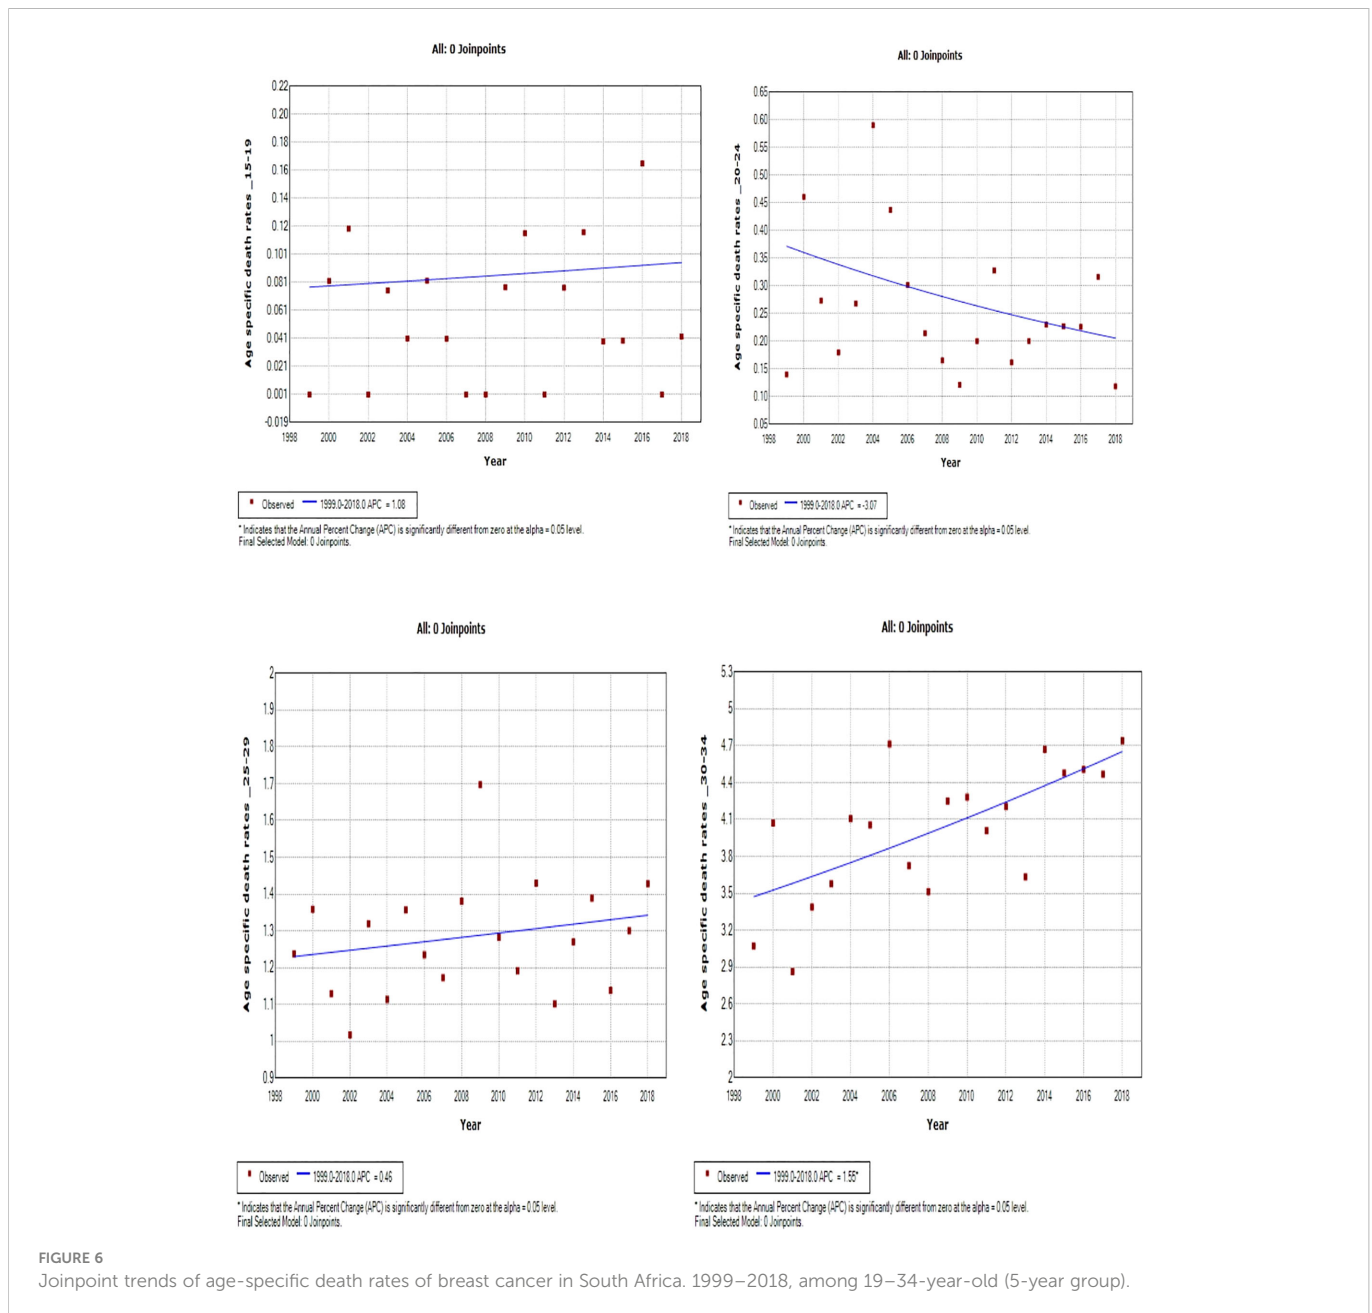 All: 0 Joinpoints
Age specific death rates _15-19
0.22
0.20
0.18
0.16
0.14
0.12
0.101
0.081
0.061
0.041
0.021
0.001
-0.019
1998 2000 2002 2004 2006 2008 2010 2012 2014 2016 2018
Year
Observed 1999.0-2018.0 APC = 1.08
* Indicates that the Annual Percent Change (APC) is significantly different from zero at the alpha = 0.05 level.
Final Selected Model: 0 Joinpoints.
All: 0 Joinpoints
Age specific death rates _20-24
0.65
0.60
0.55
0.50
0.45
0.40
0.35
0.30
0.25
0.20
0.15
0.10
0.05
1998 2000 2002 2004 2006 2008 2010 2012 2014 2016 2018
Year
Observed 1999.0-2018.0 APC = -3.07
* Indicates that the Annual Percent Change (APC) is significantly different from zero at the alpha = 0.05 level.
Final Selected Model: 0 Joinpoints.
All: 0 Joinpoints
Age specific death rates _25-29
2
1.9
1.8
1.7
1.6
1.5
1.4
1.3
1.2
1.1
1
0.9
1998 2000 2002 2004 2006 2008 2010 2012 2014 2016 2018
Year
Observed 1999.0-2018.0 APC = 0.46
* Indicates that the Annual Percent Change (APC) is significantly different from zero at the alpha = 0.05 level.
Final Selected Model: 0 Joinpoints.
All: 0 Joinpoints
Age specific death rates _30-34
5.3
5
4.7
4.4
4.1
3.8
3.5
3.2
2.9
2.6
2.3
2
1998 2000 2002 2004 2006 2008 2010 2012 2014 2016 2018
Year
Observed 1999.0-2018.0 APC = 1.55*
* Indicates that the Annual Percent Change (APC) is significantly different from zero at the alpha = 0.05 level.
Final Selected Model: 0 Joinpoints.
FIGURE 6
Joinpoint trends of age-specific death rates of breast cancer in South Africa. 1999–2018, among 19–34-year-old (5-year group).